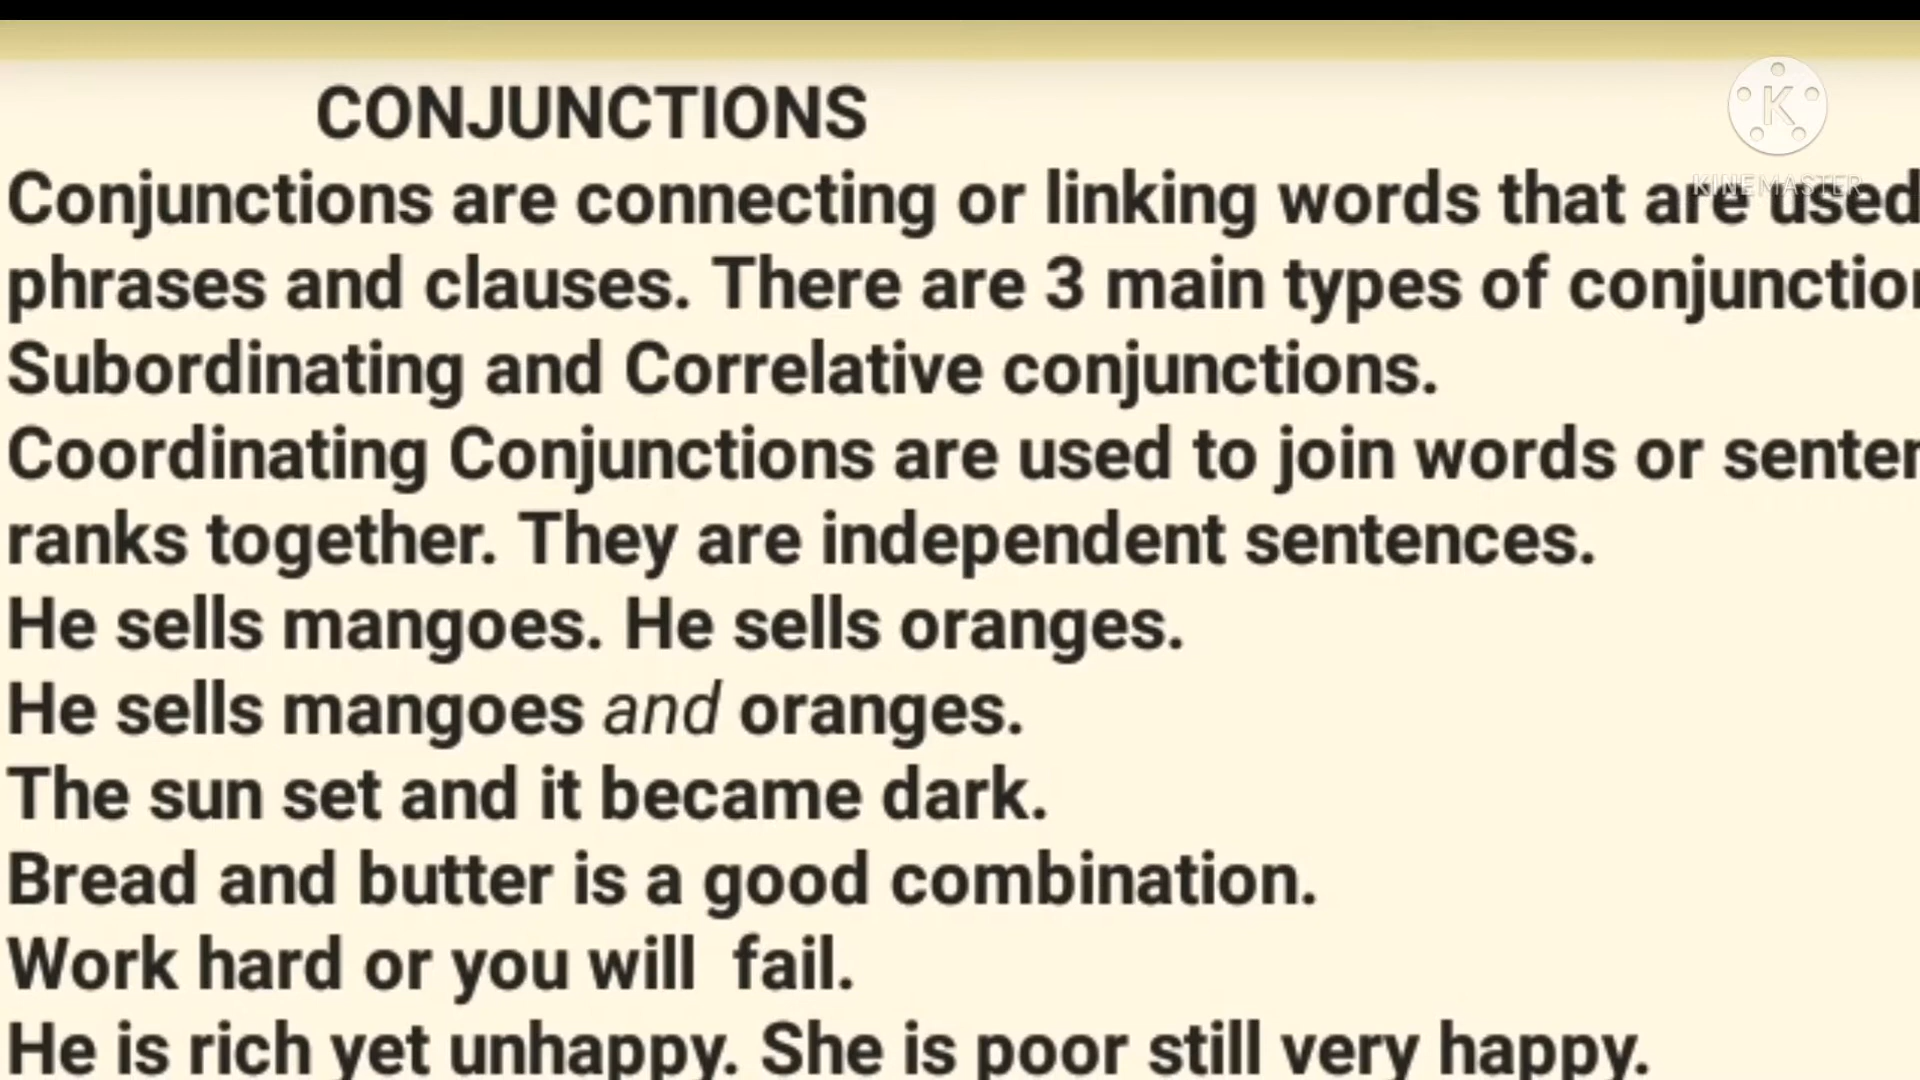 CONJUNCTIONS
K
KINEMASTER
Conjunctions are connecting or linking words that are used
phrases and clauses. There are 3 main types of
Subordinating and Correlative conjunctions.
Coordinating Conjunctions are used to join words or
ranks together. They are independent sentences.
He sells mangoes. He sells oranges.
He sells mangoes and oranges.
The sun set and it became dark.
Bread and butter is a good combination.
Work hard or you will fail.
He is rich yet unhappy. She is poor still very happy.